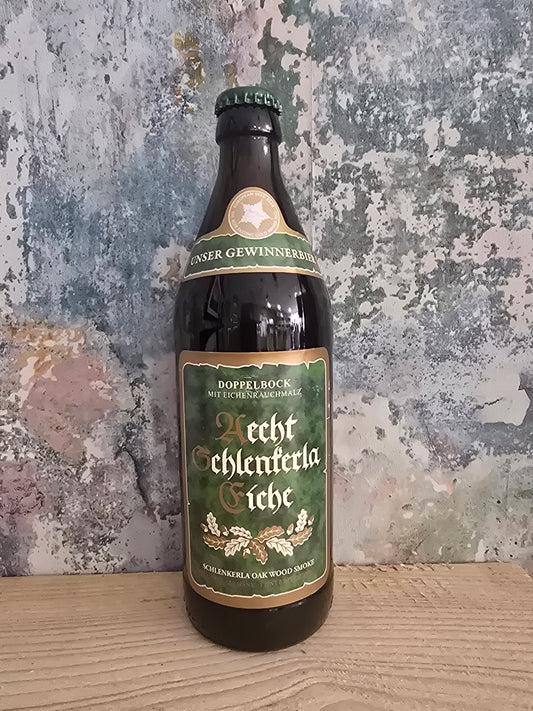 UNSER GEWINNERBIER
DOPPELBOCK
MIT EICHENRAUCHMALZ
Aecht
Schlenkerla
Eiche
SCHLENKERLA OAK WOOD SMOKE